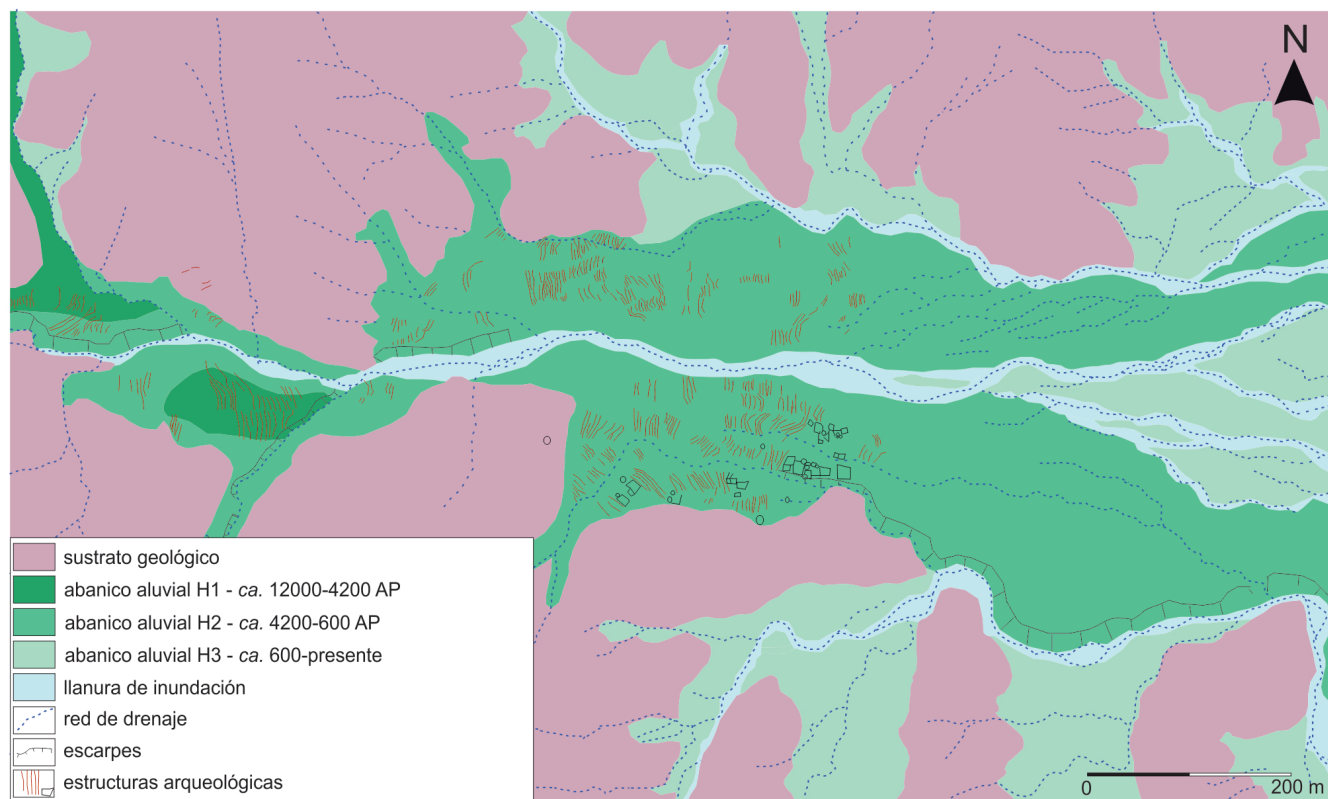 N
sustrato geológico
abanico aluvial H1 - ca. 12000-4200 AP
abanico aluvial H2 - ca. 4200-600 AP
abanico aluvial H3 - ca. 600-presente
llanura de inundación
red de drenaje
escarpes
estructuras arqueológicas
0 200 m